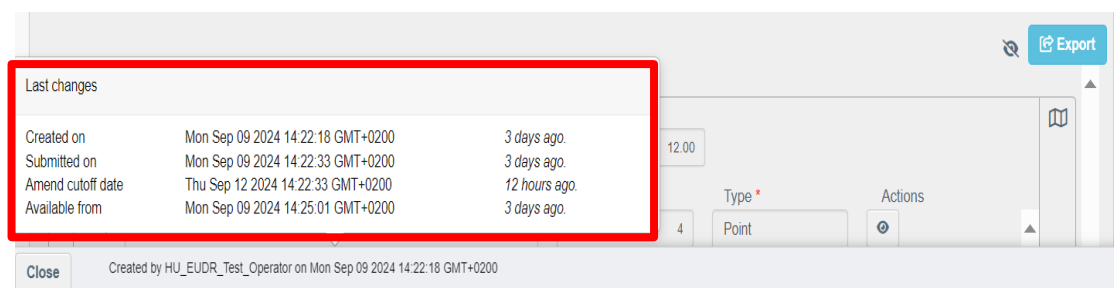 Export
Last changes
Created on Mon Sep 09 2024 14:22:18 GMT+0200 3 days ago.
Submitted on Mon Sep 09 2024 14:22:33 GMT+0200 3 days ago.
Amend cutoff date Thu Sep 12 2024 14:22:33 GMT+0200 12 hours ago.
Available from Mon Sep 09 2024 14:25:01 GMT+0200 3 days ago.
12.00
Type * Actions
4 Point
Close Created by HU_EUDR_Test_Operator on Mon Sep 09 2024 14:22:18 GMT+0200